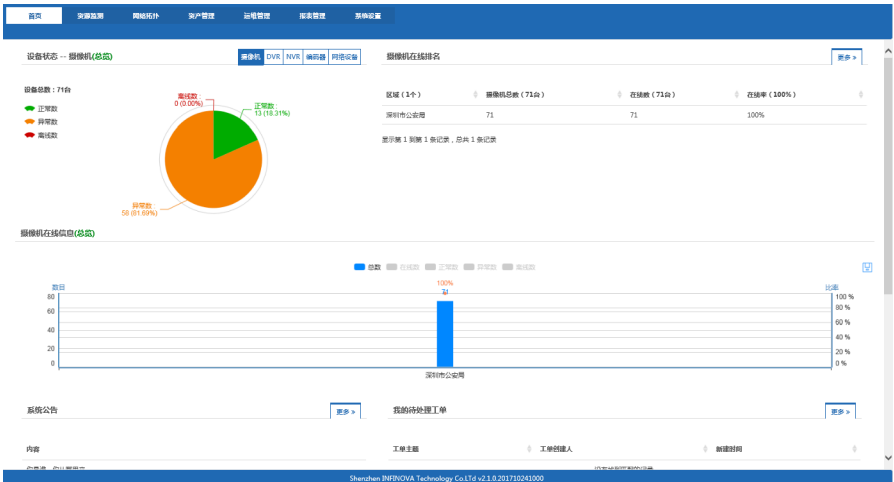 首页 资源监测 网络拓扑 资产管理 运维管理 报表管理 系统设置
设备状态 -- 摄像机(总览)
摄像机 DVR NVR 编码器 网络设备
设备总数：71台
正常数
异常数
离线数
离线数 :
0 (0.00%)
正常数 :
13 (18.31%)
异常数 :
58 (81.69%)
摄像机在线排名
更多 »
区域（1个） 摄像机总数（71台） 在线数（71台） 在线率（100%）
深圳市公安局 71 71 100%
显示第 1 到第 1 条记录，总共 1 条记录
摄像机在线信息(总览)
总数 在线数 正常数 异常数 离线数
数目
比率
80
60
40
20
0
100%
71
100 %
80 %
60 %
40 %
20 %
0 %
深圳市公安局
系统公告
更多 »
内容
我的待处理工单
更多 »
工单主题 工单创建人 新建时间
Shenzhen INFINOVA Technology Co.LTd v2.1.0.201710241000